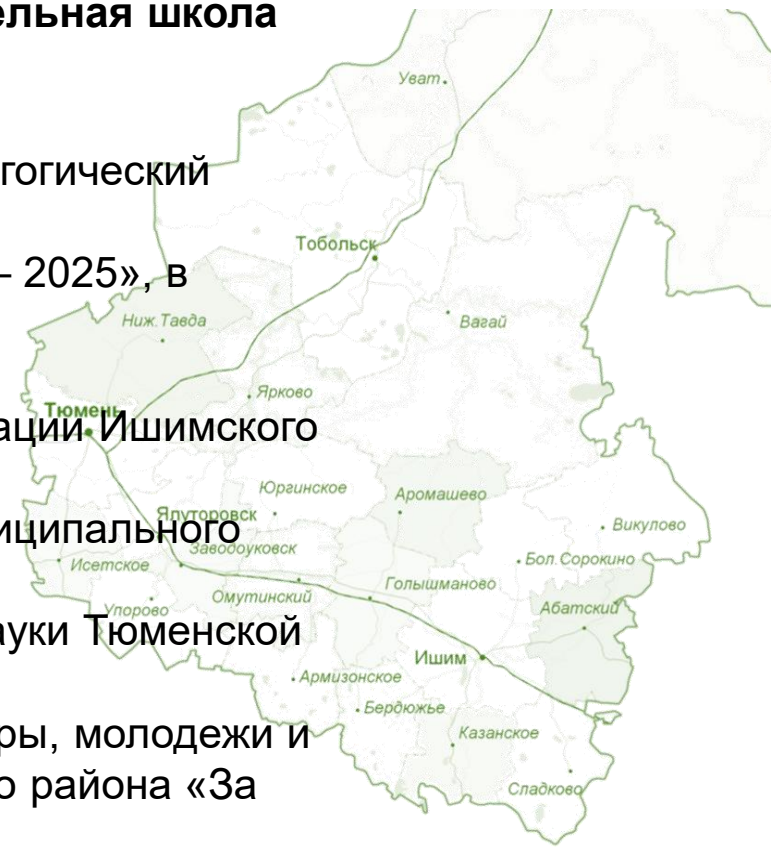 ельная школа
Уват
гогический
Тобольск
– 2025», в
Ниж.Тавда
Вагай
Ярково
Тюмень
ации Ишимского
Юргинское
Аромашево
Ялуторовск
иципального
Викулово
Заводоуковск
Бол.Сорокино
Исетское
Голышманово
Омутинский
Абатский
Упорово
ауки Тюменской
Ишим
Армизонское
Бердюжье
ры, молодежи и
Казанское
о района «За
Сладково